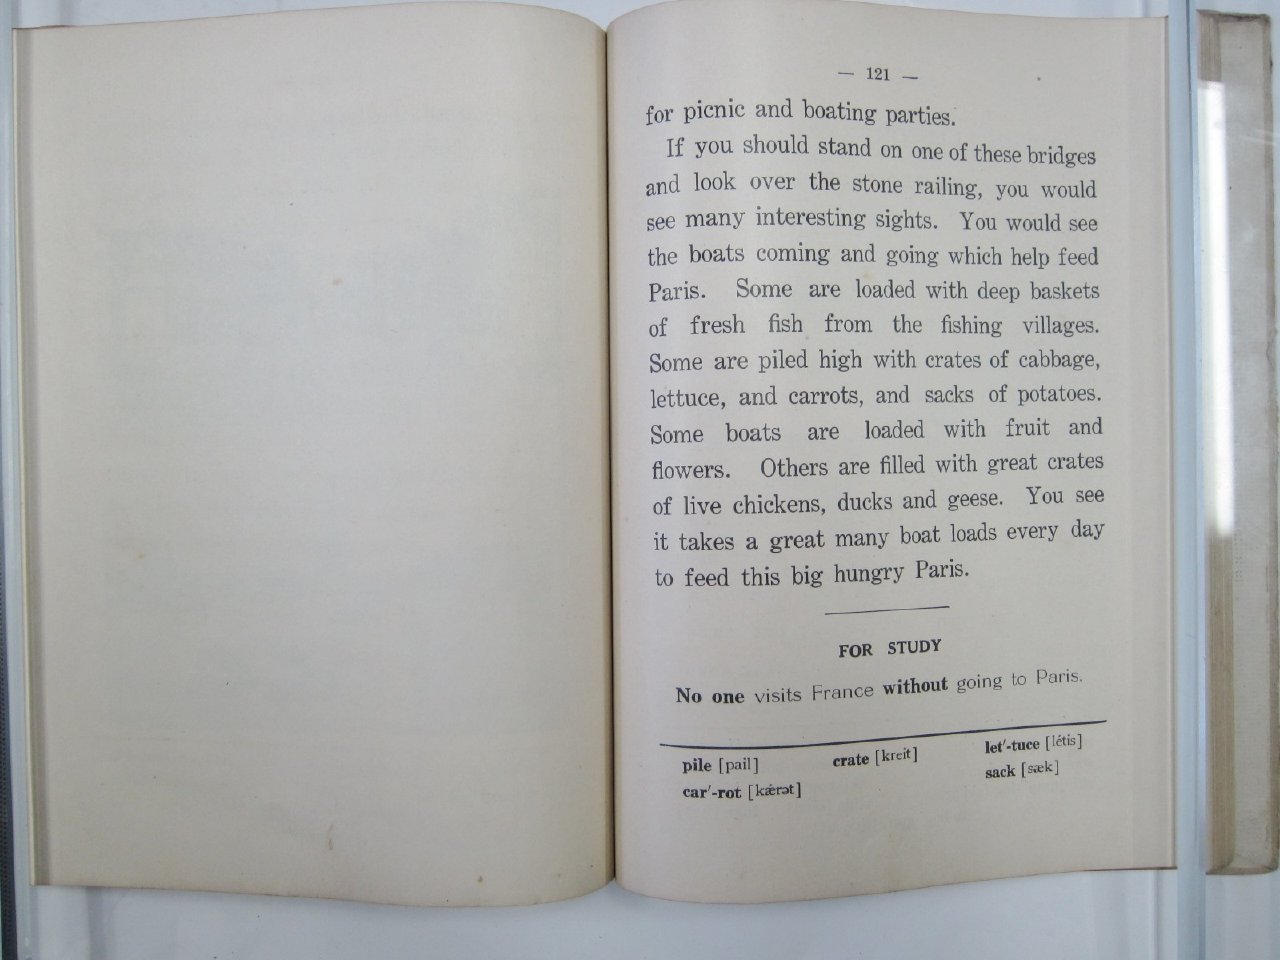 — 121 —
for picnic and boating parties.
If you should stand on one of these bridges
and look over the stone railing, you would
see many interesting sights. You would see
the boats coming and going which help feed
Paris. Some are loaded with deep baskets
of fresh fish from the fishing villages.
Some are piled high with crates of cabbage,
lettuce, and carrots, and sacks of potatoes.
Some boats are loaded with fruit and
flowers. Others are filled with great crates
of live chickens, ducks and geese. You see
it takes a great many boat loads every day
to feed this big hungry Paris.
FOR STUDY
No one visits France without going to Paris.
pile [pail] crate [kreit] let′-tuce [létis]
car′-rot [kǽrət] sack [sæk]